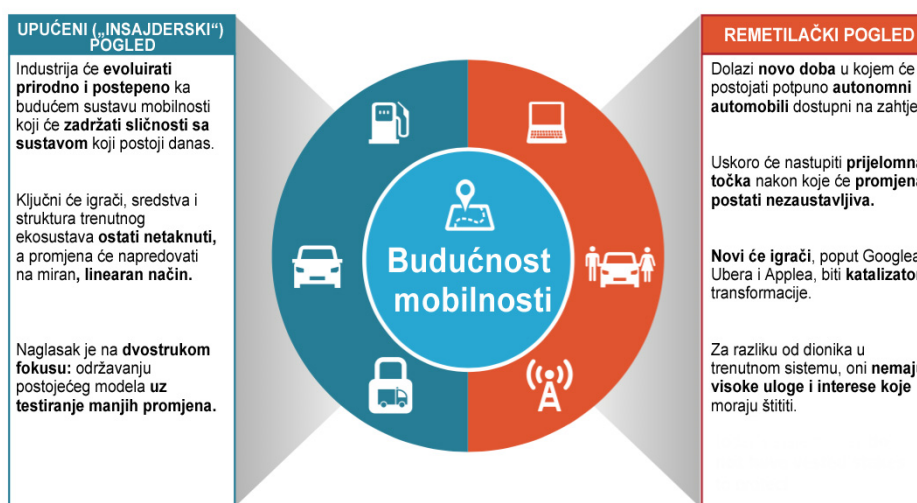 UPUĆENI („INSAJDERSKI“)
POGLED
Industrija će evoluirati
prirodno i postepeno ka
budućem sustavu mobilnosti
koji će zadržati sličnosti sa
sustavom koji postoji danas.
Ključni će igrači, sredstva i
struktura trenutnog
ekosustava ostati netaknuti,
a promjena će napredovati
na miran, linearan način.
Naglasak je na dvostrukom
fokusu: održavanju
postojećeg modela uz
testiranje manjih promjena.
Budućnost
mobilnosti
REMETILAČKI POGLED
Dolazi novo doba u kojem će
postojati potpuno autonomni
automobili dostupni na zahtje
Uskoro će nastupiti prijelomna
točka nakon koje će promjena
postati nezaustavljiva.
Novi će igrači, poput Googlea
Ubera i Applea, biti katalizato
transformacije.
Za razliku od dionika u
trenutnom sistemu, oni nemaju
visoke uloge i interese koje
moraju štititi.